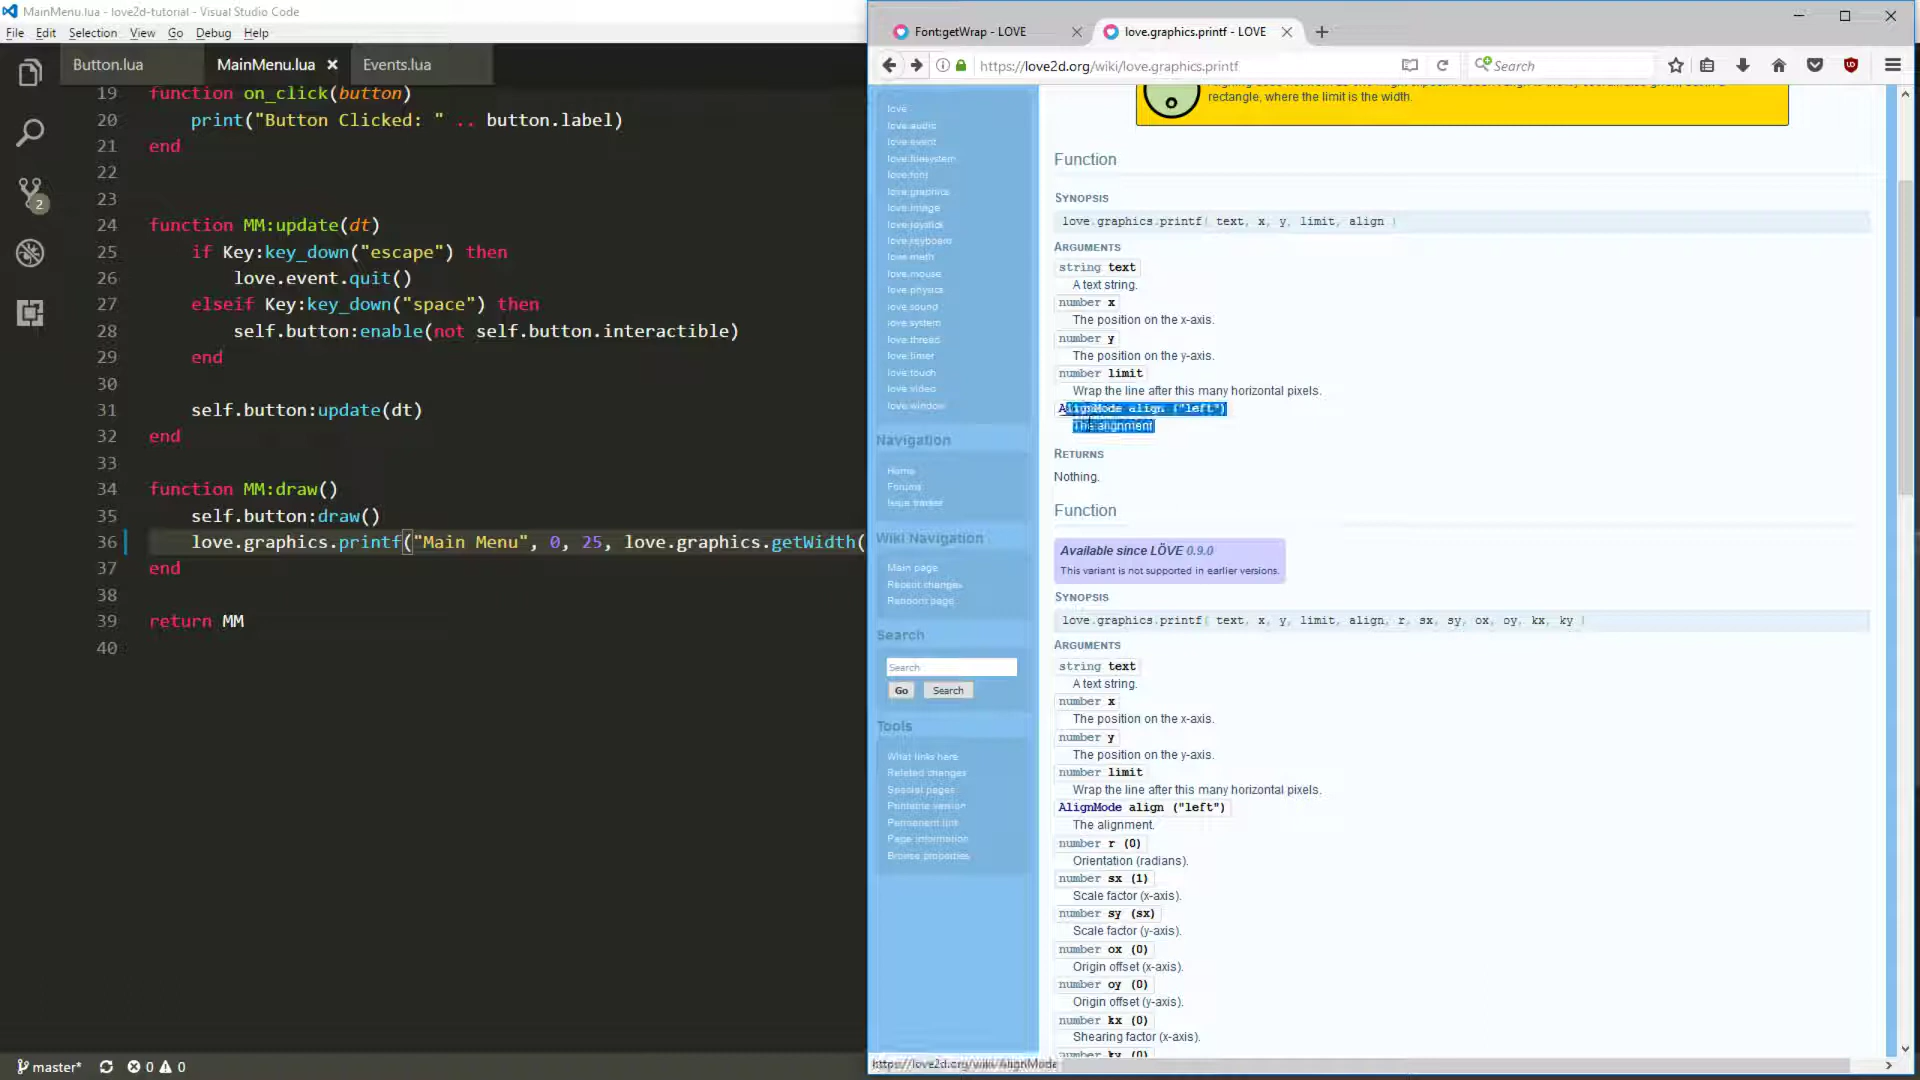 MainMenu.lua - love2d-tutorial - Visual Studio Code
File Edit Selection View Go Debug Help
Button.lua
MainMenu.lua
Events.lua
19 function on_click(button)
20 print("Button Clicked: " .. button.label)
21 end
22
23
24 function MM:update(dt)
25 if Key:key_down("escape") then
26 love.event.quit()
27 elseif Key:key_down("space") then
28 self.button:enable(not self.button.interactible)
29 end
30
31 self.button:update(dt)
32 end
33
34 function MM:draw()
35 self.button:draw()
36 love.graphics.printf("Main Menu", 0, 25, love.graphics.getWidth(
37 end
38
39 return MM
40
2
master*
0 0
Font:getWrap - LOVE
love.graphics.printf - LOVE
https://love2d.org/wiki/love.graphics.printf
Search
love
love.audio
love.event
love.filesystem
love.font
love.graphics
love.image
love.joystick
love.keyboard
love.math
love.mouse
love.physics
love.sound
love.system
love.thread
love.timer
love.touch
love.video
love.window
Navigation
Home
Forums
Issue tracker
Wiki Navigation
Main page
Recent changes
Random page
Search
Search
Go Search
Tools
What links here
Related changes
Special pages
Printable version
Permanent link
Page information
Browse properties
rectangle, where the limit is the width.
Function
SYNOPSIS
love.graphics.printf( text, x, y, limit, align )
ARGUMENTS
string text
A text string.
number x
The position on the x-axis.
number y
The position on the y-axis.
number limit
Wrap the line after this many horizontal pixels.
AlignMode align ("left")
The alignment.
RETURNS
Nothing.
Function
Available since LÖVE 0.9.0
This variant is not supported in earlier versions.
SYNOPSIS
love.graphics.printf( text, x, y, limit, align, r, sx, sy, ox, oy, kx, ky )
ARGUMENTS
string text
A text string.
number x
The position on the x-axis.
number y
The position on the y-axis.
number limit
Wrap the line after this many horizontal pixels.
AlignMode align ("left")
The alignment.
number r (0)
Orientation (radians).
number sx (1)
Scale factor (x-axis).
number sy (sx)
Scale factor (y-axis).
number ox (0)
Origin offset (x-axis).
number oy (0)
Origin offset (y-axis).
number kx (0)
Shearing factor (x-axis).
number ky (0)
https://love2d.org/wiki/AlignMode